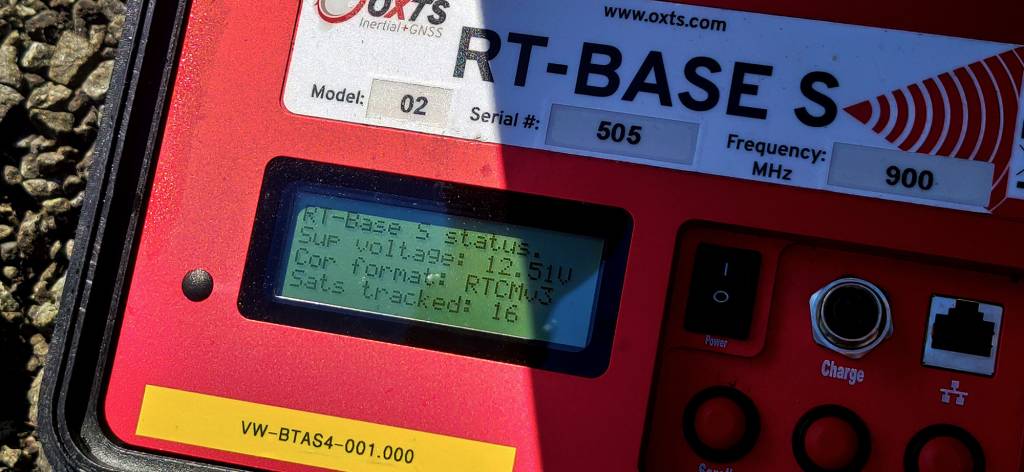 OXTS
Inertial+GNSS
www.oxts.com
RT-BASE S
Model: 02
Serial #: 505
Frequency: 900
MHz
RT-Base S status.
Sup voltage: 12.51V
Cor format: RTCMv3
Sats tracked: 16
Power
Charge
VW-BTAS4-001.000